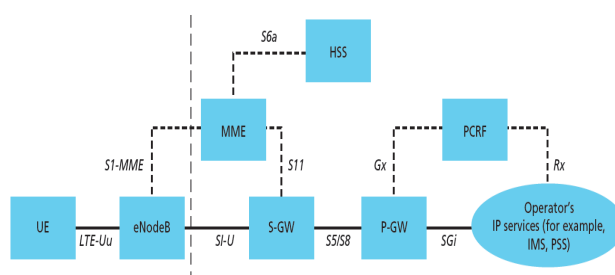 S6a
HSS
MME
PCRF
S1-MME
S11
Gx
Rx
UE
eNodeB
S-GW
P-GW
Operator's
IP services (for example,
IMS, PSS)
LTE-Uu
SI-U
S5/S8
SGi